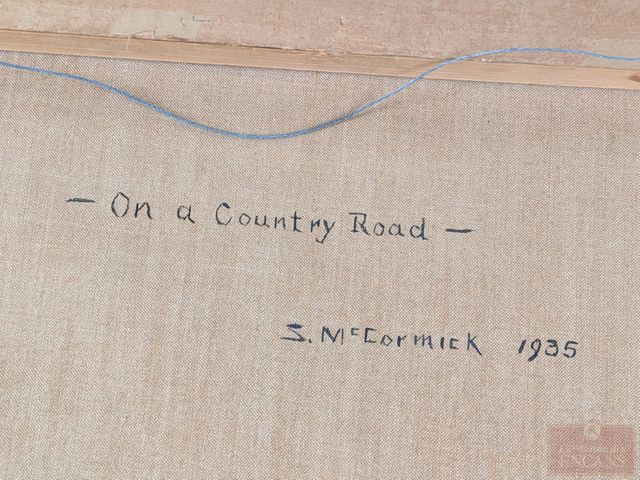 — On a Country Road —
S. McCormick 1935